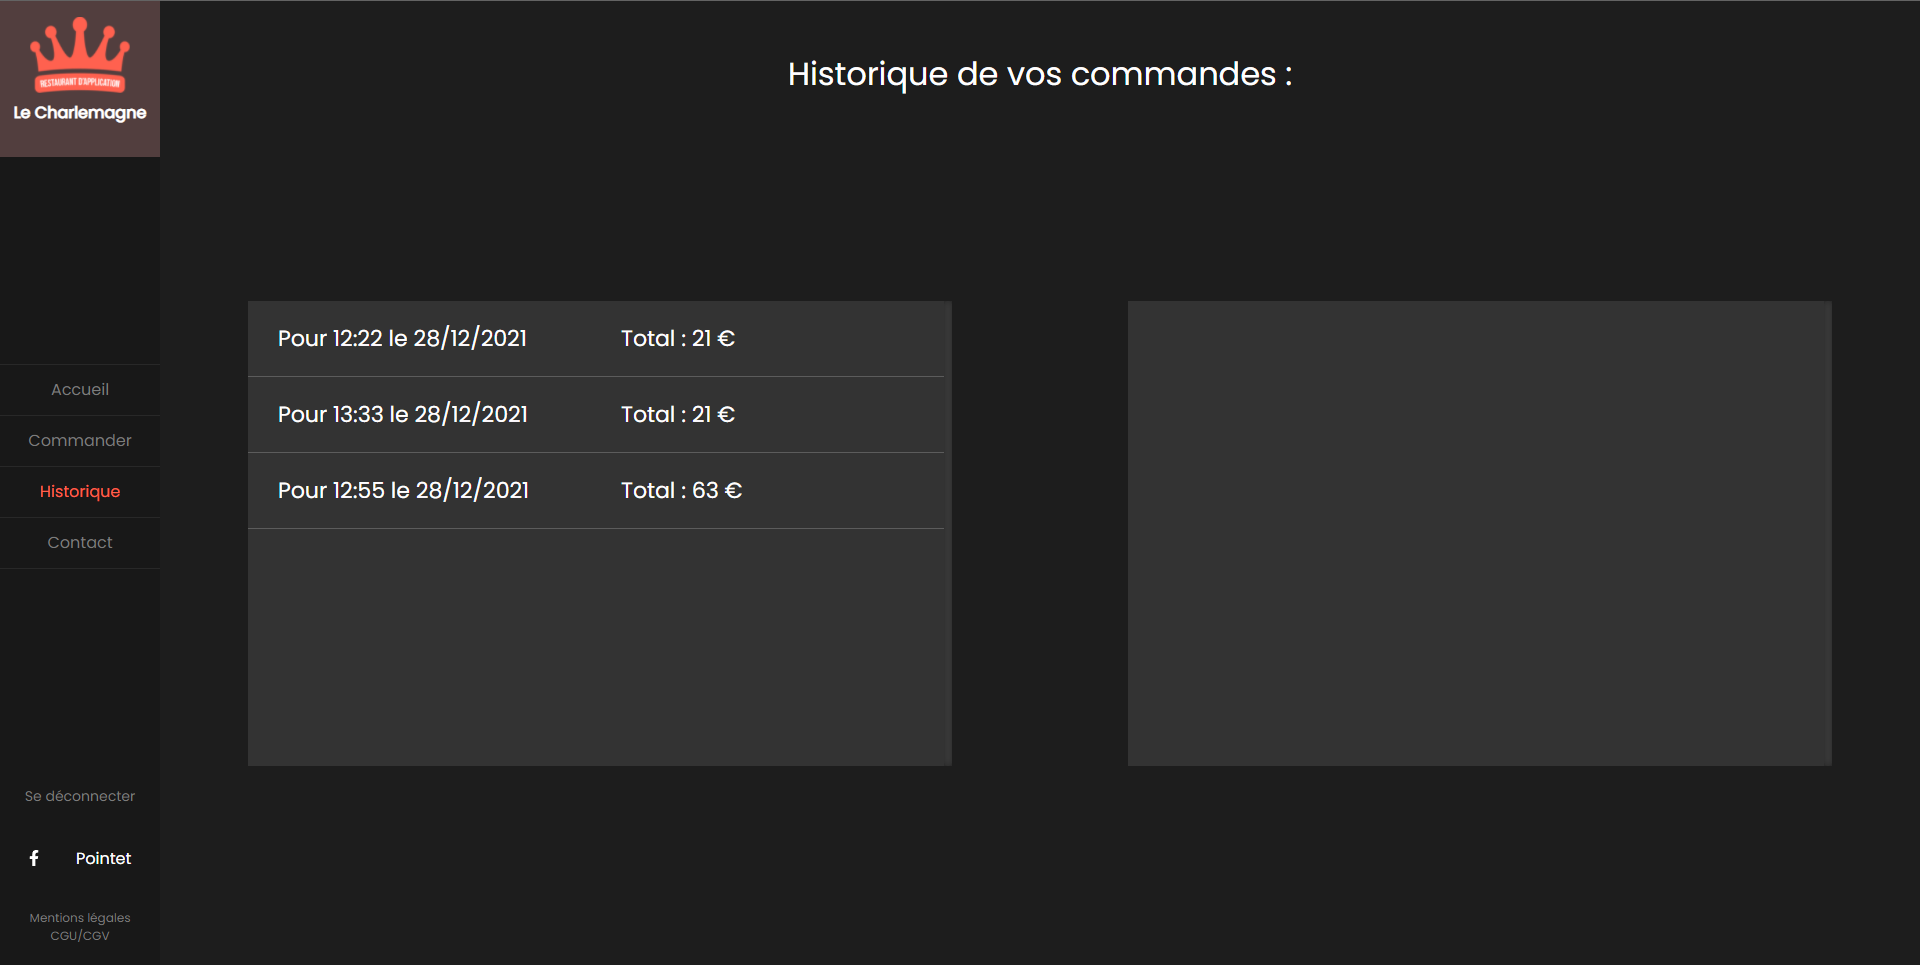 RESTAURANT D'APPLICATION
Le Charlemagne
Accueil
Commander
Historique
Contact
Se déconnecter
Pointet
Mentions légales
CGU/CGV
Historique de vos commandes :
Pour 12:22 le 28/12/2021 Total : 21 €
Pour 13:33 le 28/12/2021 Total : 21 €
Pour 12:55 le 28/12/2021 Total : 63 €